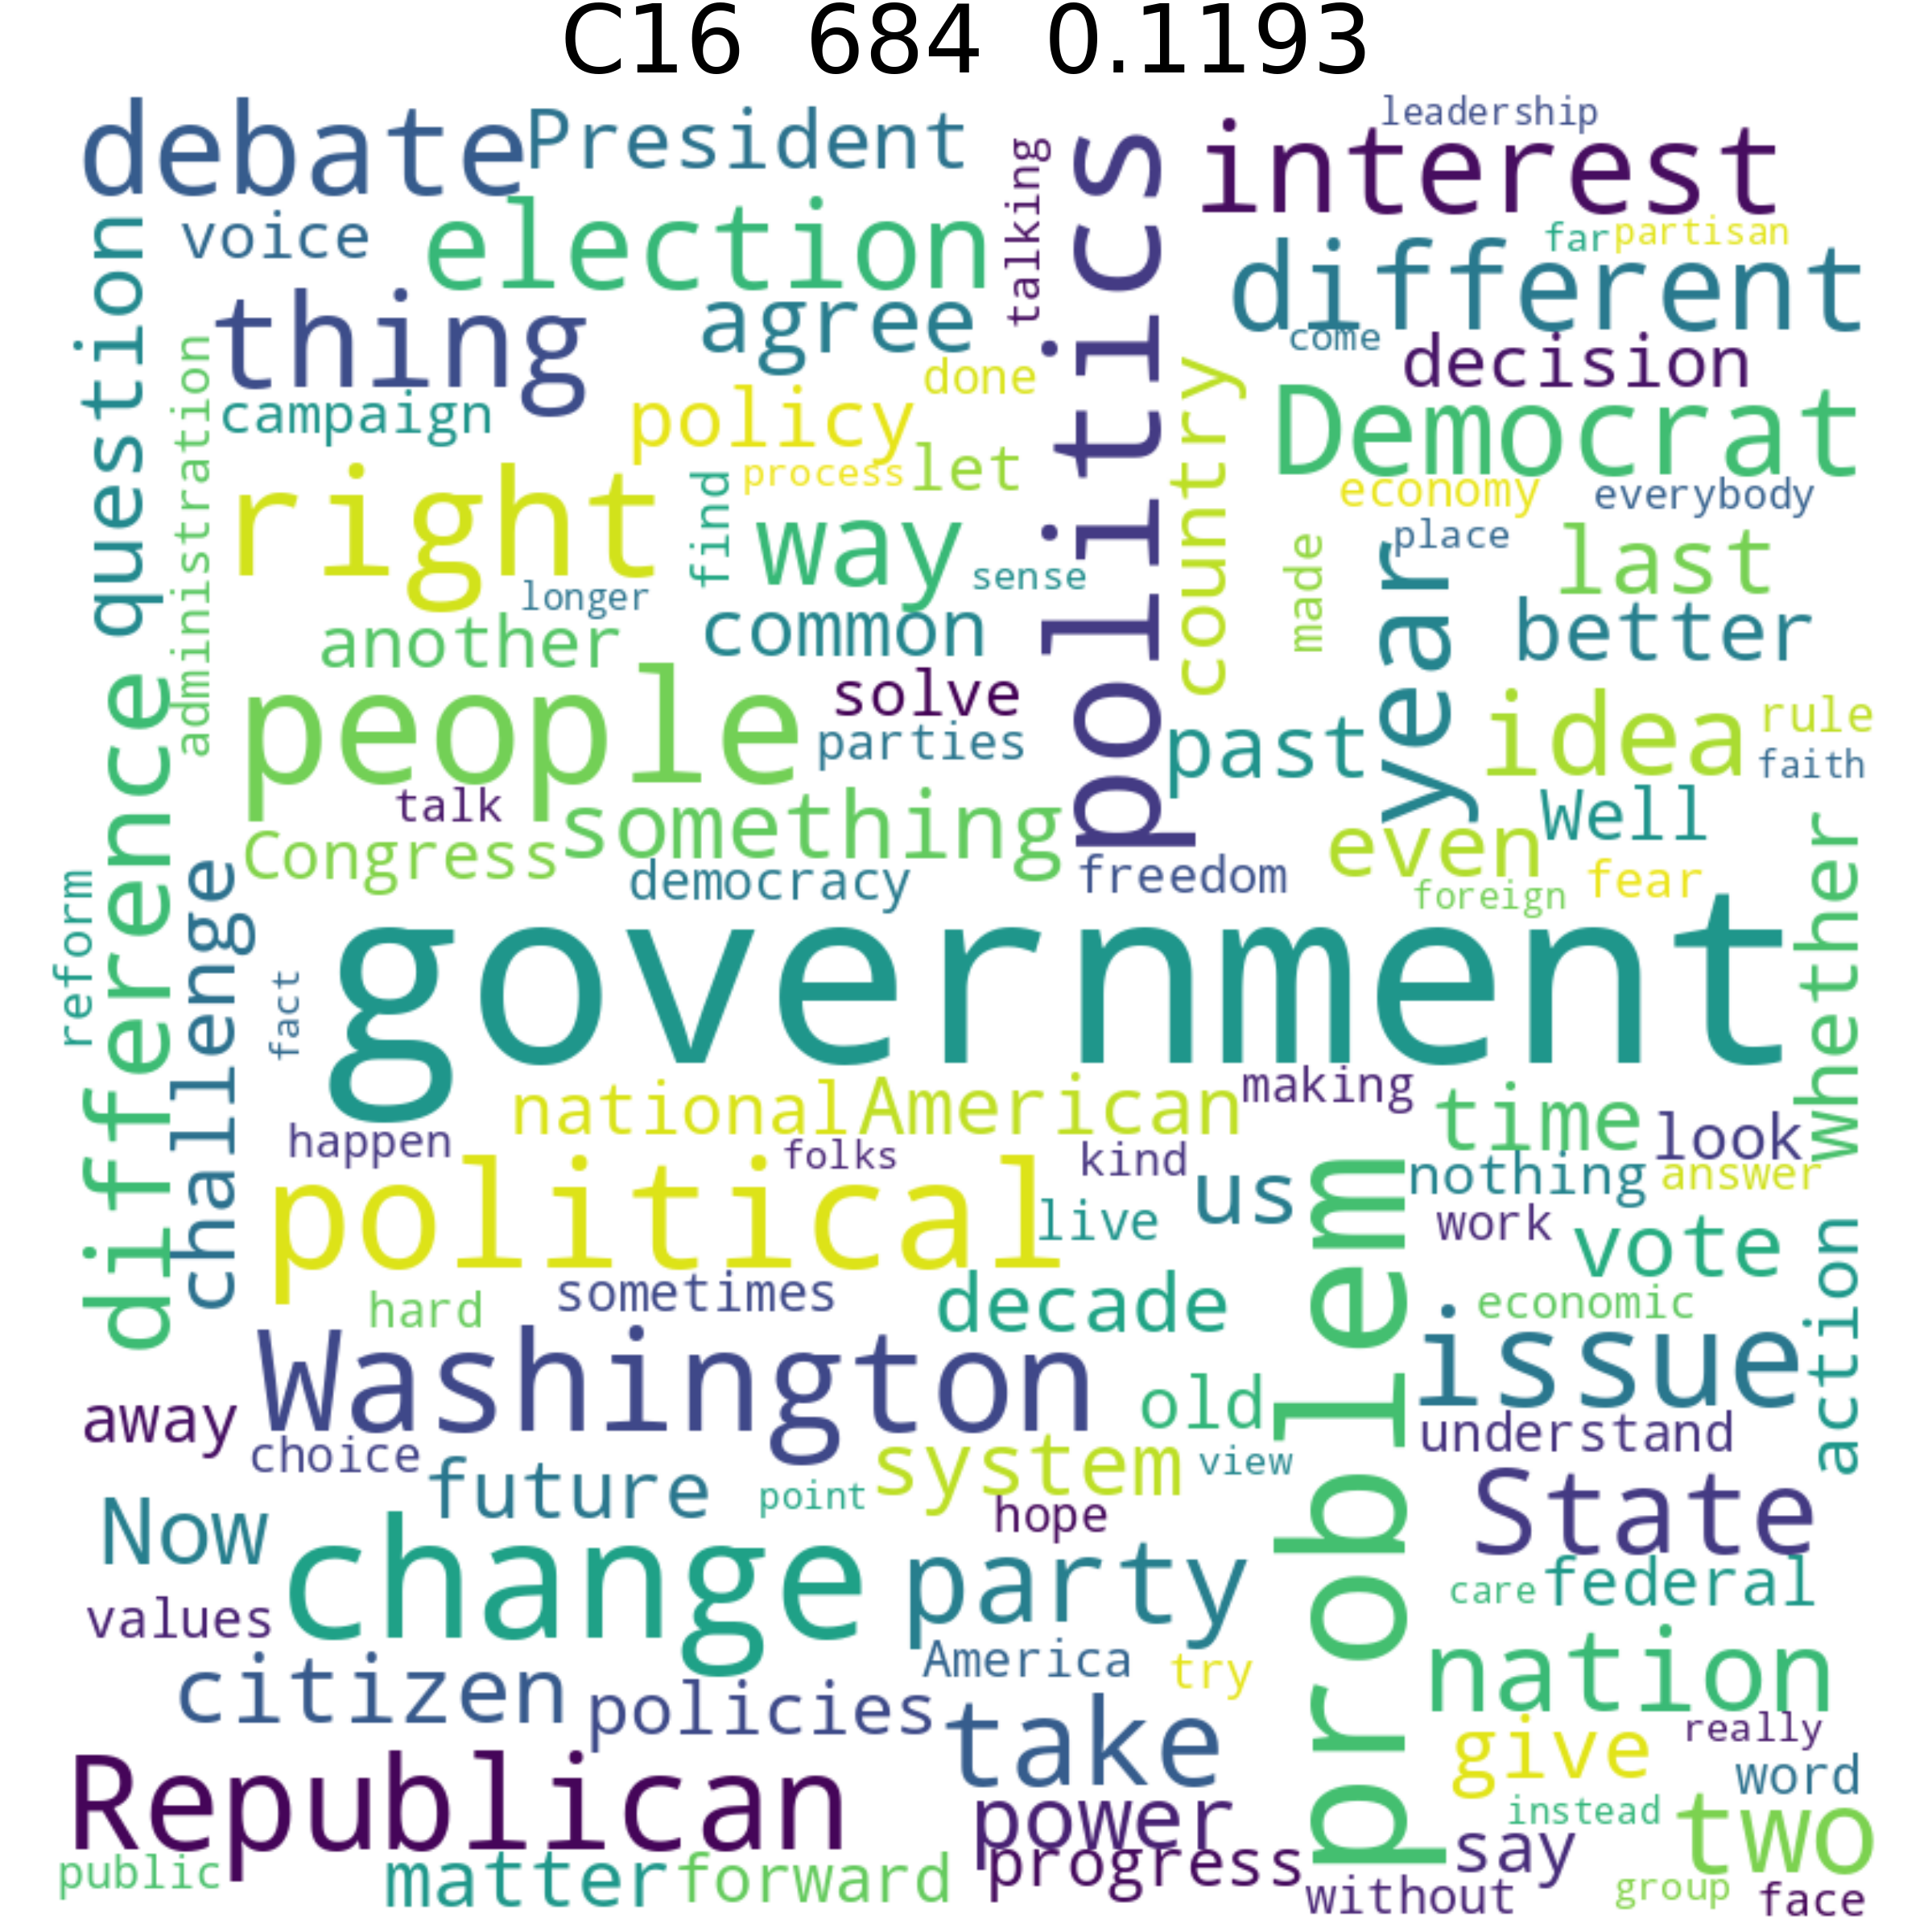 C16 684 0.1193
debate
President
leadership
interest
talking
politics
voice
election
far
partisan
different
question
thing
agree
come
decision
administration
campaign
policy
done
country
Democrat
process
let
economy
everybody
right
find
way
sense
made
place
year
last
longer
another
common
better
difference
people
solve
parties
past
idea
rule
faith
talk
something
Well
Congress
democracy
freedom
even
foreign
fear
whether
reform
challenge
fact
government
national
American
making
time
look
happen
folks
kind
nothing
answer
political
live
us
problem
work
vote
action
hard
sometimes
decade
economic
Washington
issue
away
old
understand
choice
future
system
view
point
hope
State
Now
change
party
care
federal
values
America
try
nation
citizen
policies
take
give
really
word
Republican
power
instead
two
say
public
matter
forward
progress
without
group
face